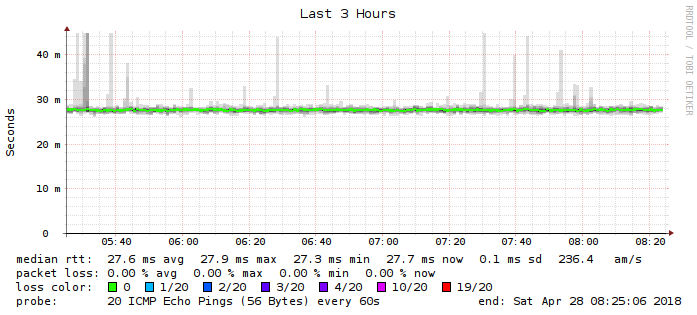 Last 3 Hours
RRDTOOL / TOBI OETIKER
Seconds
40 m
30 m
20 m
10 m
0
05:40 06:00 06:20 06:40 07:00 07:20 07:40 08:00 08:20
median rtt: 27.6 ms avg 27.9 ms max 27.3 ms min 27.7 ms now 0.1 ms sd 236.4 am/s
packet loss: 0.00 % avg 0.00 % max 0.00 % min 0.00 % now
loss color: 0 1/20 2/20 3/20 4/20 10/20 19/20
probe: 20 ICMP Echo Pings (56 Bytes) every 60s end: Sat Apr 28 08:25:06 2018